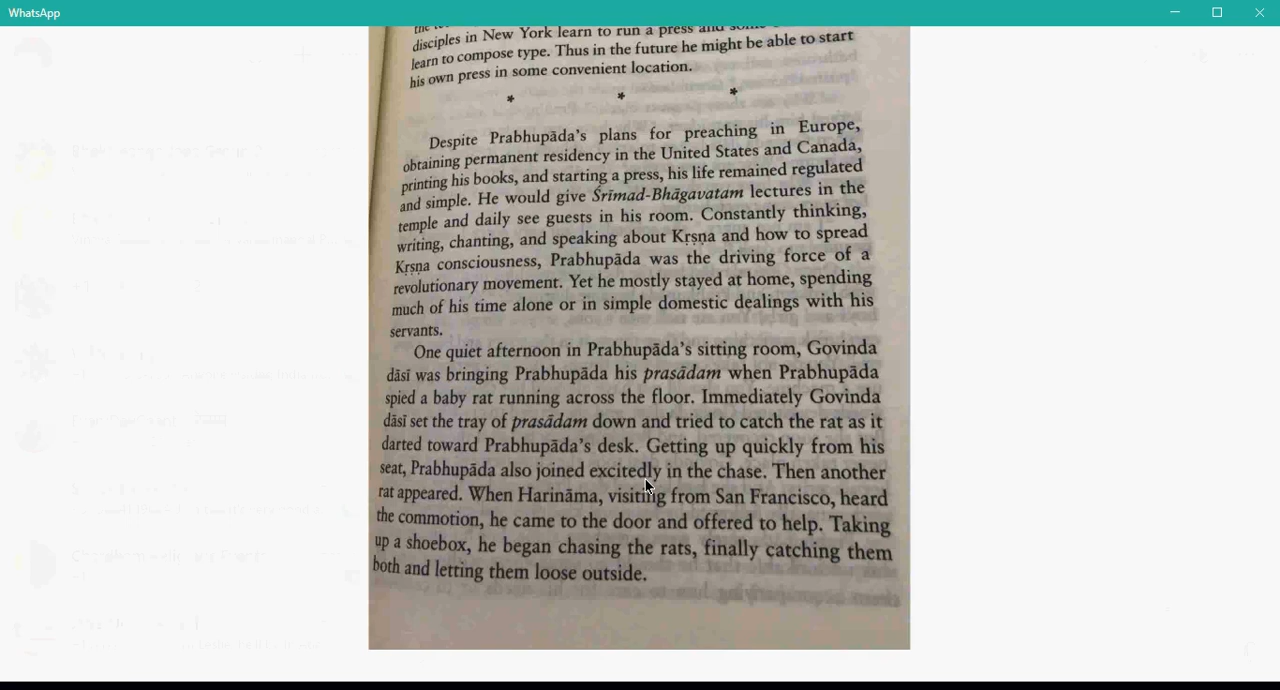 WhatsApp
disciples in New York learn to run a press and
learn to compose type. Thus in the future he might be able to start
his own press in some convenient location.
* * *
Despite Prabhupāda's plans for preaching in Europe,
obtaining permanent residency in the United States and Canada,
printing his books, and starting a press, his life remained regulated
and simple. He would give Śrīmad-Bhāgavatam lectures in the
temple and daily see guests in his room. Constantly thinking,
writing, chanting, and speaking about Kṛṣṇa and how to spread
Kṛṣṇa consciousness, Prabhupāda was the driving force of a
revolutionary movement. Yet he mostly stayed at home, spending
much of his time alone or in simple domestic dealings with his
servants.
One quiet afternoon in Prabhupāda's sitting room, Govinda
dāsī was bringing Prabhupāda his prasādam when Prabhupāda
spied a baby rat running across the floor. Immediately Govinda
dāsī set the tray of prasādam down and tried to catch the rat as it
darted toward Prabhupāda's desk. Getting up quickly from his
seat, Prabhupāda also joined excitedly in the chase. Then another
rat appeared. When Harināma, visiting from San Francisco, heard
the commotion, he came to the door and offered to help. Taking
up a shoebox, he began chasing the rats, finally catching them
both and letting them loose outside.